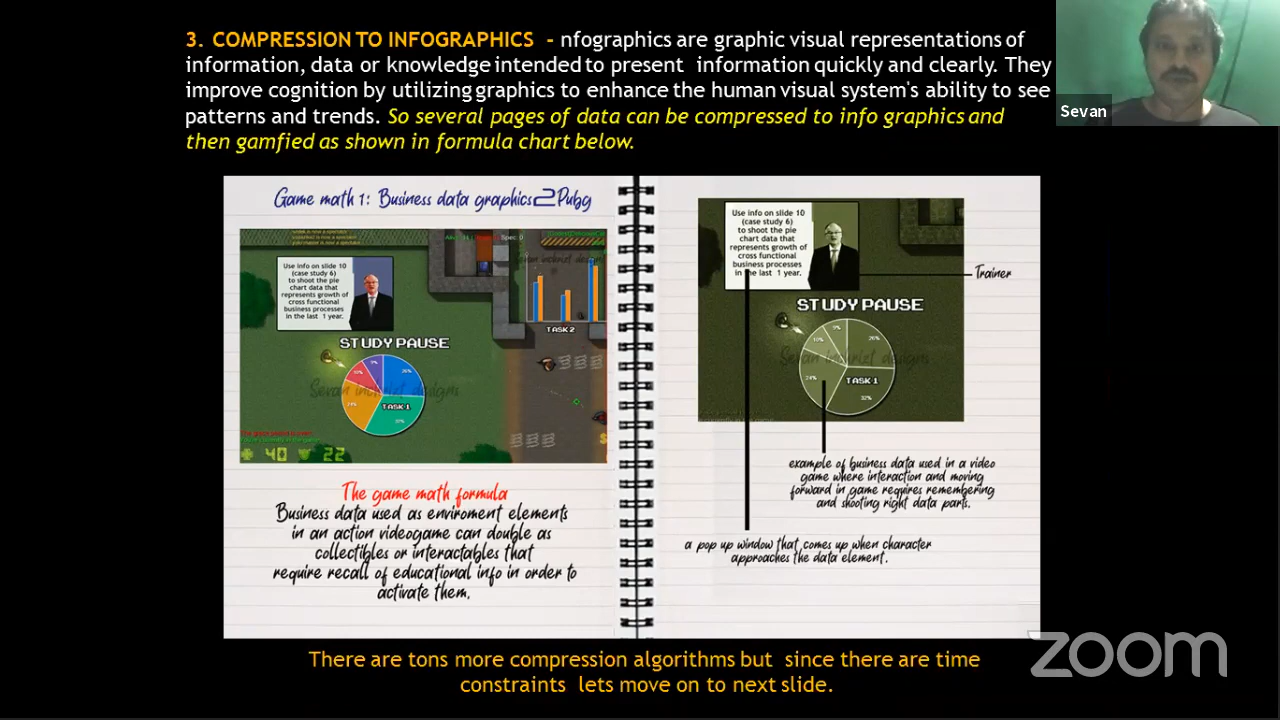 3. COMPRESSION TO INFOGRAPHICS - nfographics are graphic visual representations of
information, data or knowledge intended to present information quickly and clearly. They
improve cognition by utilizing graphics to enhance the human visual system's ability to see
patterns and trends. So several pages of data can be compressed to info graphics and
then gamfied as shown in formula chart below.
Sevan
Game math 1: Business data graphics 2 Pubg
Use info on slide 10
(case study 6)
to shoot the pie
chart data that
represents growth of
cross functional
business processes
in the last 1 year.
STUDY PAUSE
9%
26%
TASK 1
TASK 2
Sevan
40 22
The game math formula
Business data used as enviroment elements
in an action videogame can double as
collectibles or interactables that
require recall of educational info in order to
activate them.
Use info on slide 10
(case study 6)
to shoot the pie
chart data that
represents growth of
cross functional
business processes
in the last 1 year.
Trainer
STUDY PAUSE
9%
10%
26%
24%
TASK 1
32%
example of business data used in a video
game where interaction and moving
forward in game requires remembering
and shooting right data parts.
a pop up window that comes up when character
approaches the data element.
There are tons more compression algorithms but since there are time
constraints lets move on to next slide.
zoom